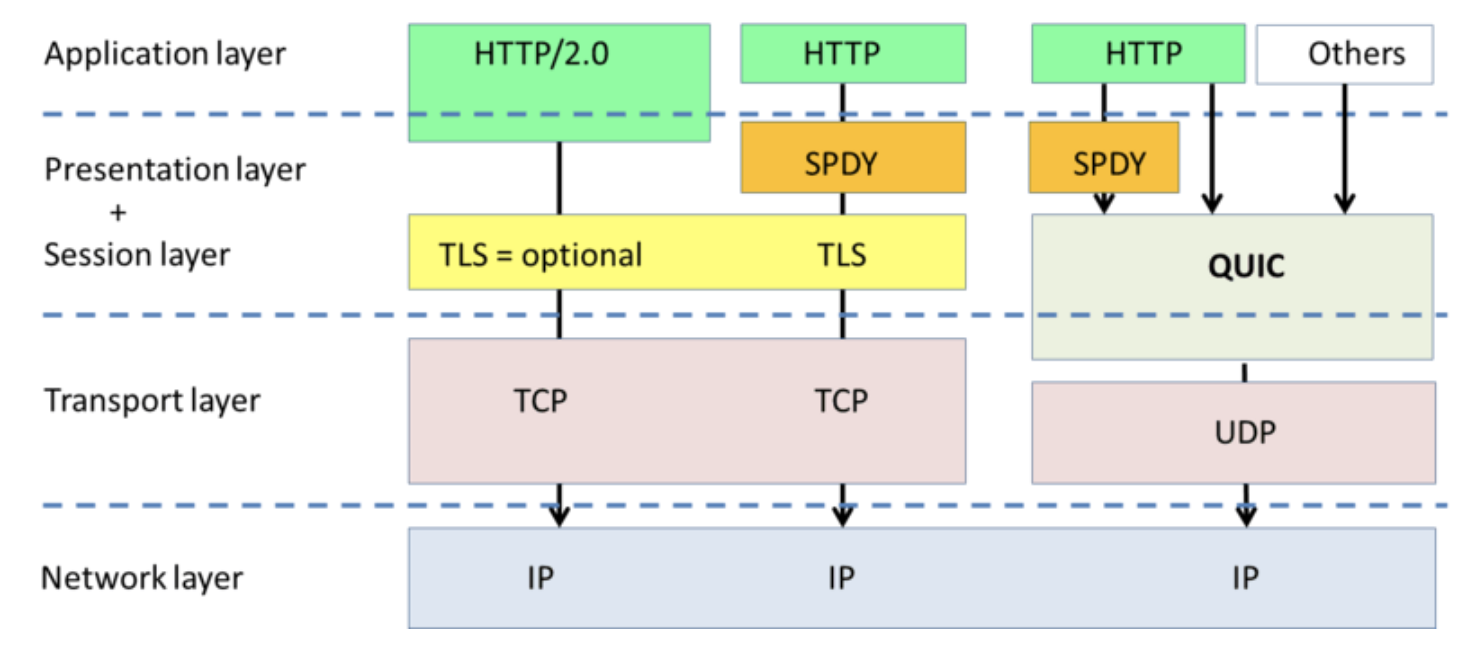 Application layer
HTTP/2.0
HTTP
HTTP
Others
Presentation layer
+
Session layer
SPDY
SPDY
TLS = optional
TLS
QUIC
Transport layer
TCP
TCP
UDP
Network layer
IP
IP
IP